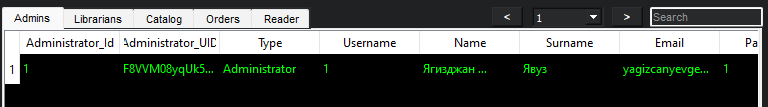 Admins Librarians Catalog Orders Reader < 1 > Search
Administrator_Id Administrator_UID Type Username Name Surname Email Pa
1 1 F8VVM08yqUk5... Administrator 1 Ягизджан ... Явуз yagizcanyevge... 1